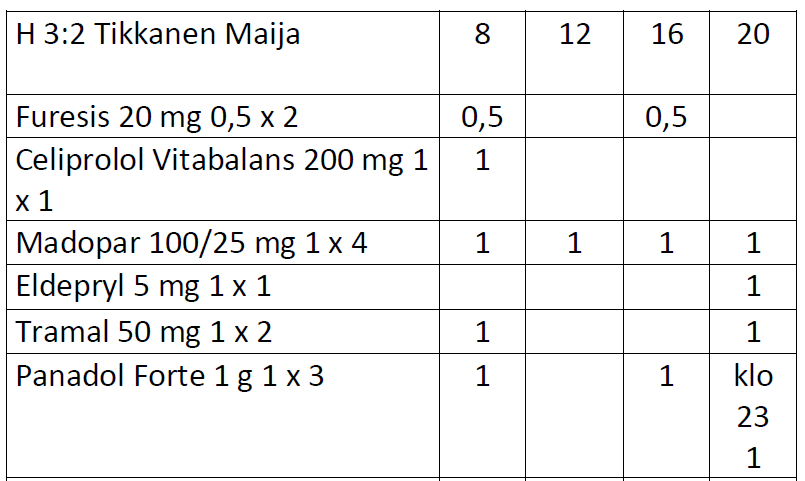 H 3:2 Tikkanen Maija 8 12 16 20
Furesis 20 mg 0,5 x 2 0,5 0,5
Celiprolol Vitabalans 200 mg 1 1
x 1
Madopar 100/25 mg 1 x 4 1 1 1 1
Eldepryl 5 mg 1 x 1 1
Tramal 50 mg 1 x 2 1 1
Panadol Forte 1 g 1 x 3 1 1 klo
23
1